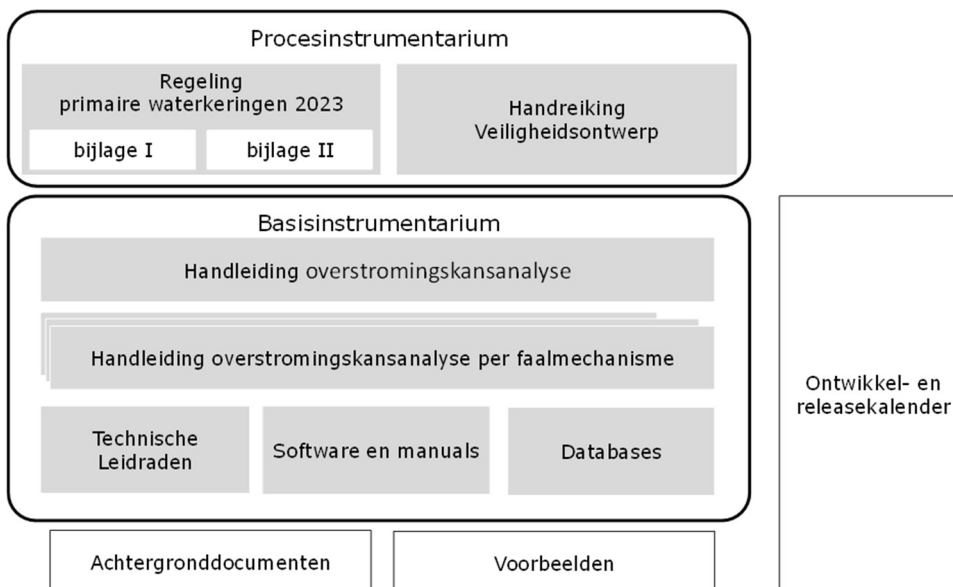 Procesinstrumentarium
Regeling
primaire waterkeringen 2023
bijlage I
bijlage II
Handreiking
Veiligheidsontwerp
Basisinstrumentarium
Handleiding overstromingskansanalyse
Handleiding overstromingskansanalyse per faalmechanisme
Technische
Leidraden
Software en manuals
Databases
Ontwikkel- en
releasekalender
Achtergronddocumenten
Voorbeelden